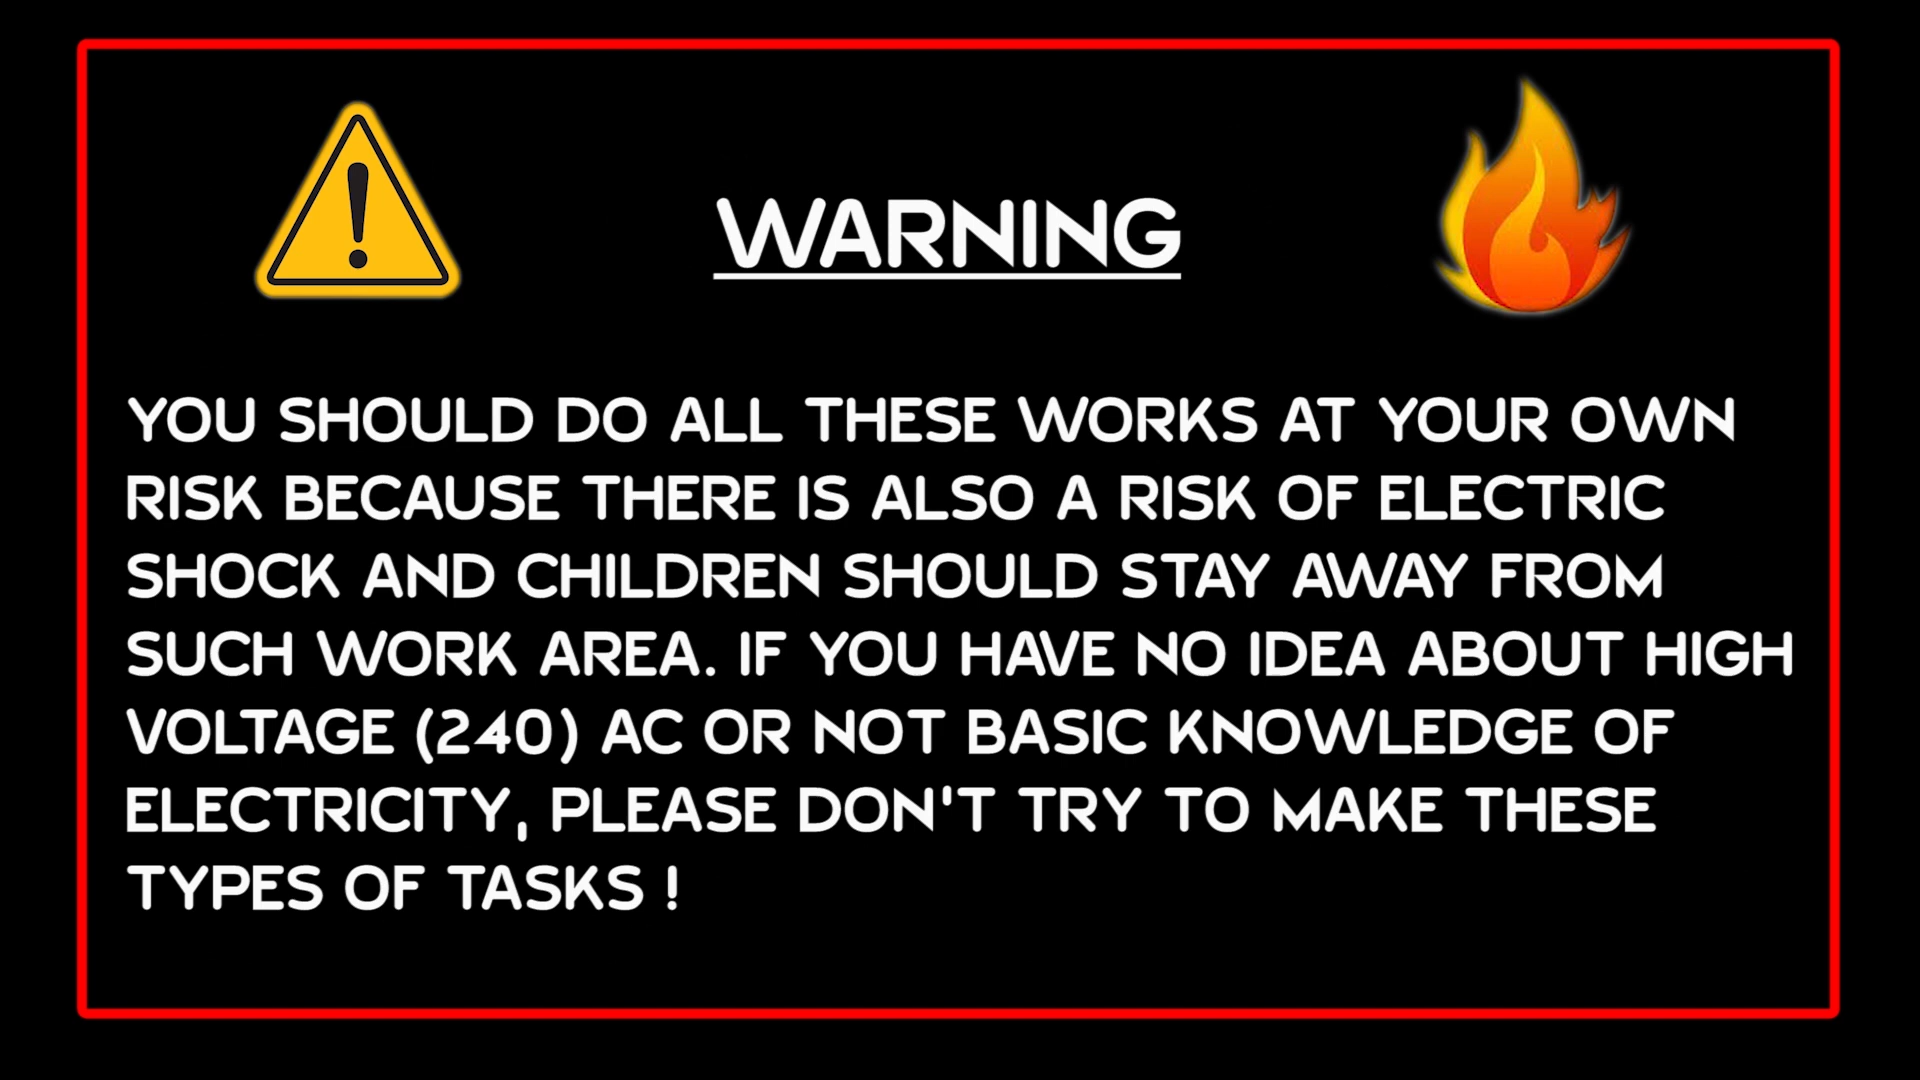 WARNING
YOU SHOULD DO ALL THESE WORKS AT YOUR OWN
RISK BECAUSE THERE IS ALSO A RISK OF ELECTRIC
SHOCK AND CHILDREN SHOULD STAY AWAY FROM
SUCH WORK AREA. IF YOU HAVE NO IDEA ABOUT HIGH
VOLTAGE (240) AC OR NOT BASIC KNOWLEDGE OF
ELECTRICITY, PLEASE DON'T TRY TO MAKE THESE
TYPES OF TASKS !